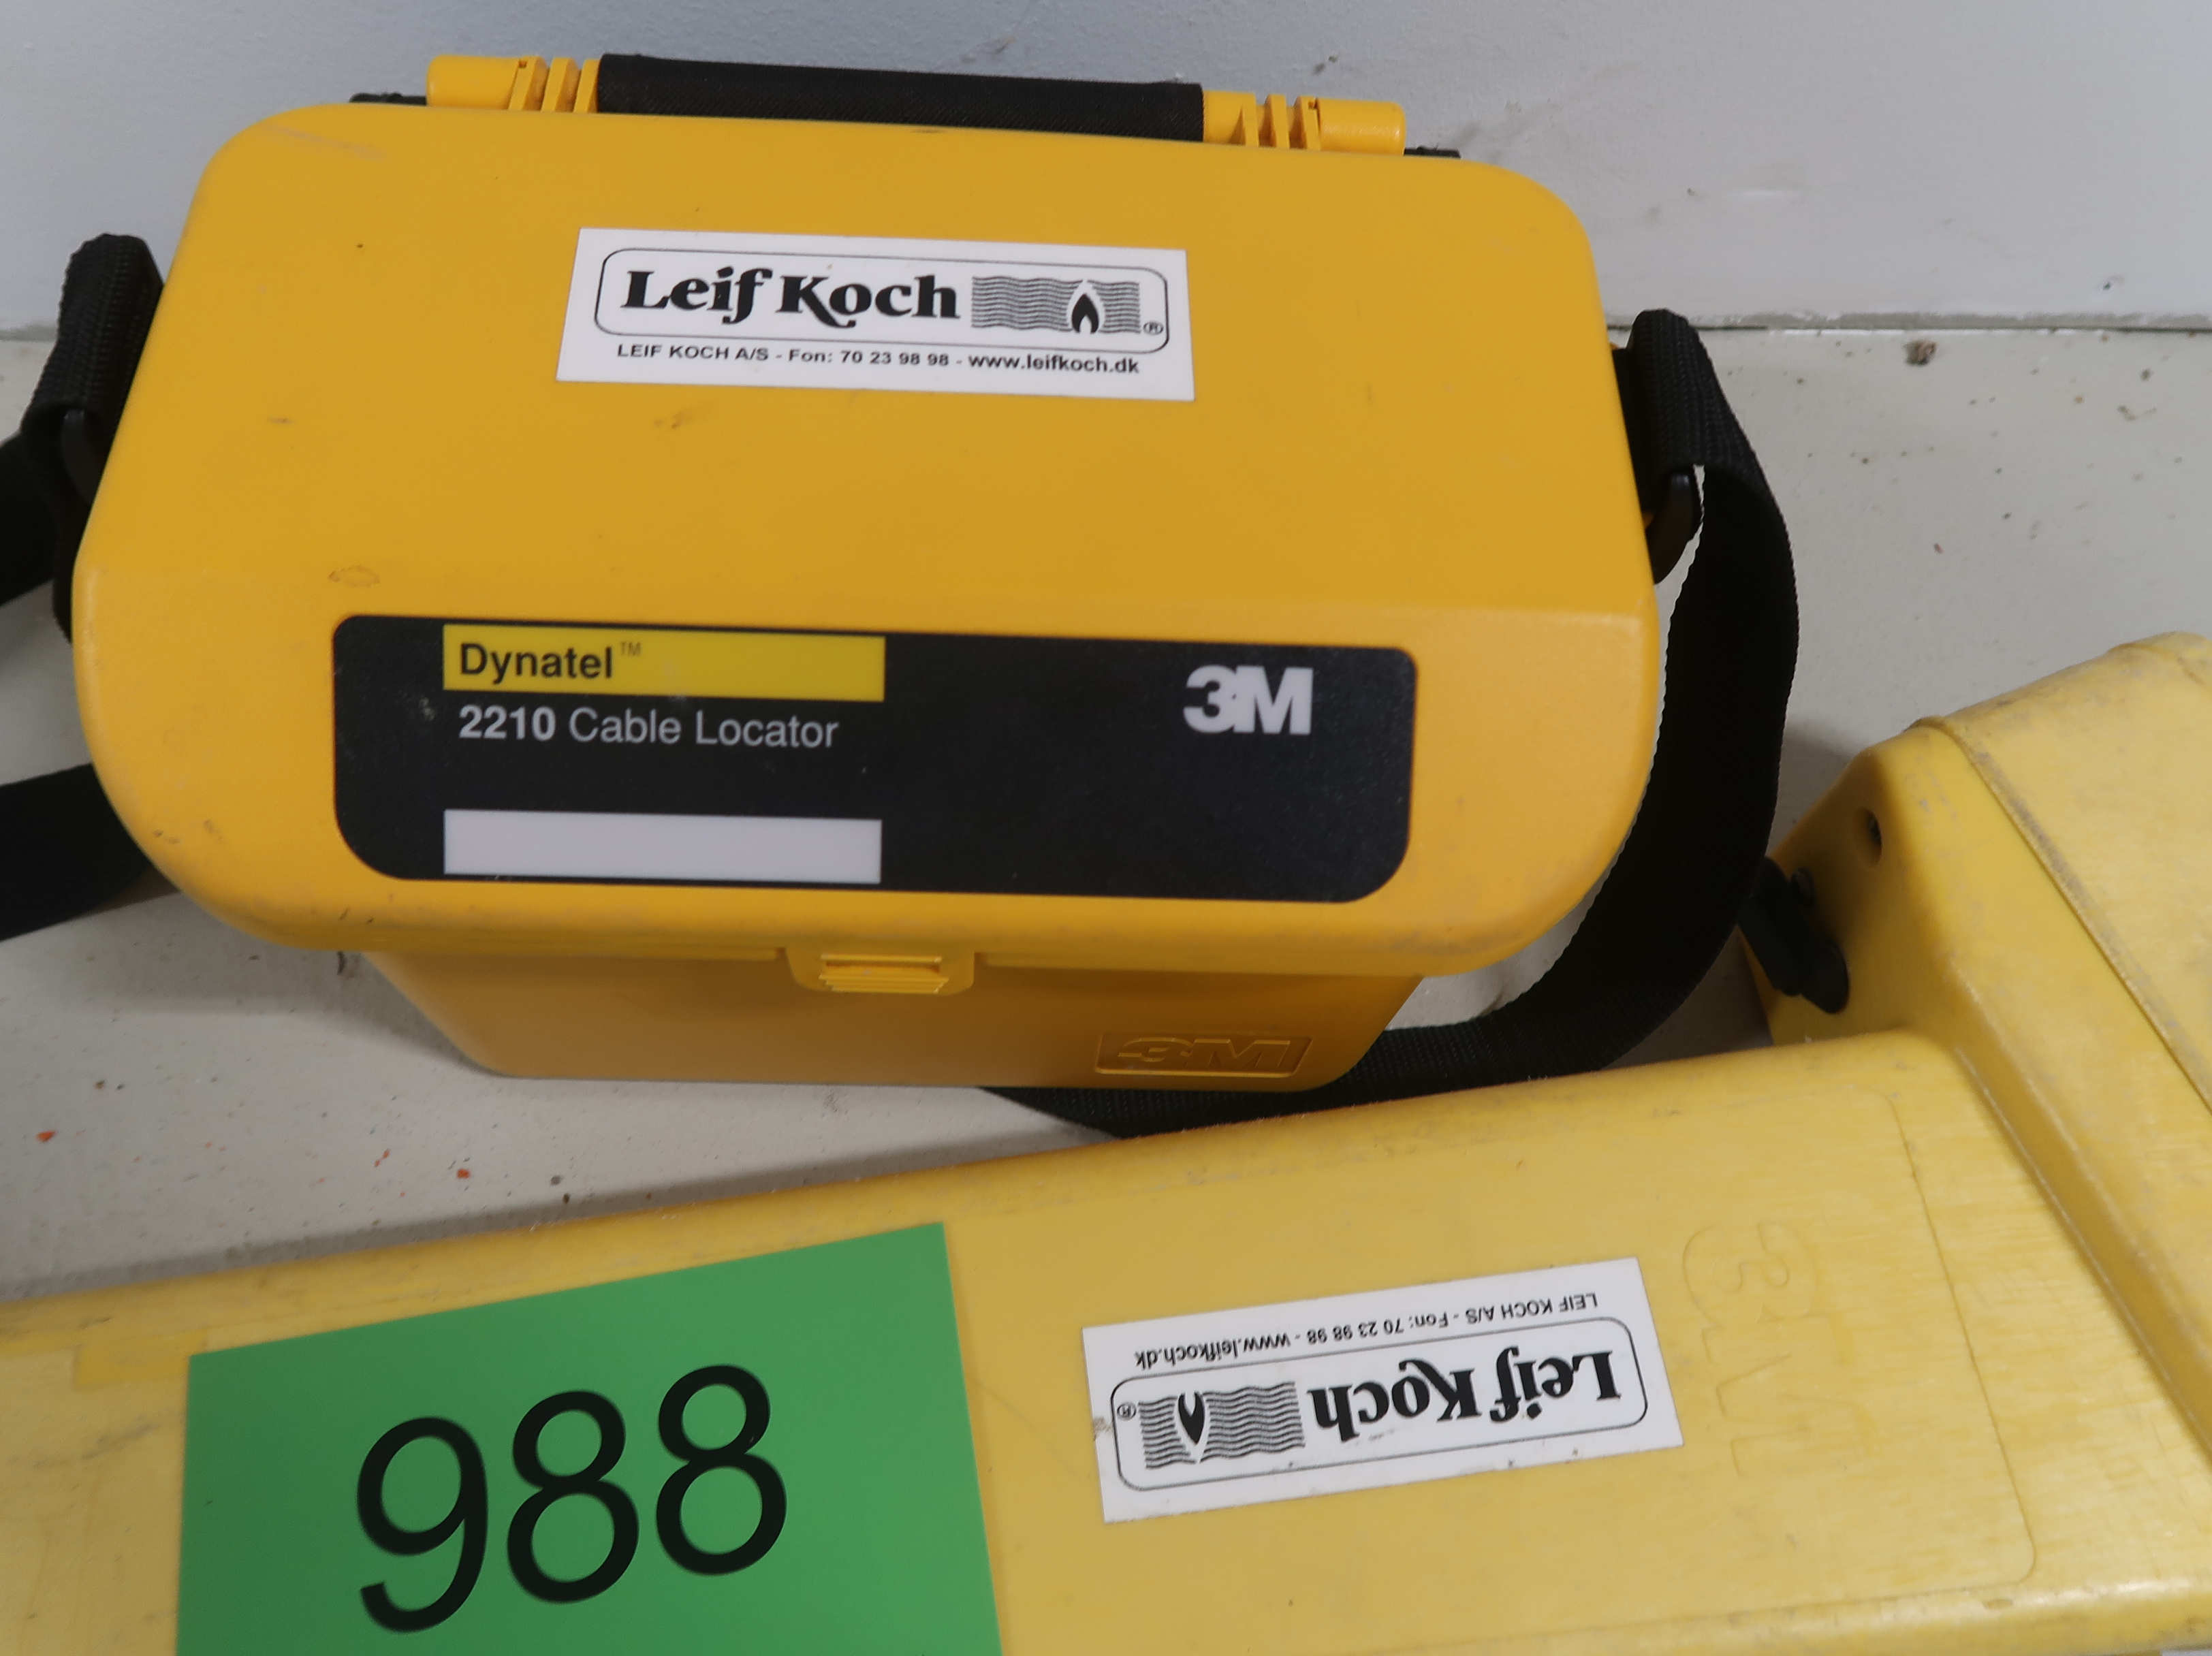 Leif Koch ®
LEIF KOCH A/S - Fon: 70 23 98 98 - www.leifkoch.dk
Dynatel™
3M
2210 Cable Locator
3M
3M
LEIF KOCH A/S - Fon: 70 23 98 98 - www.leifkoch.dk
Leif Koch ®
988